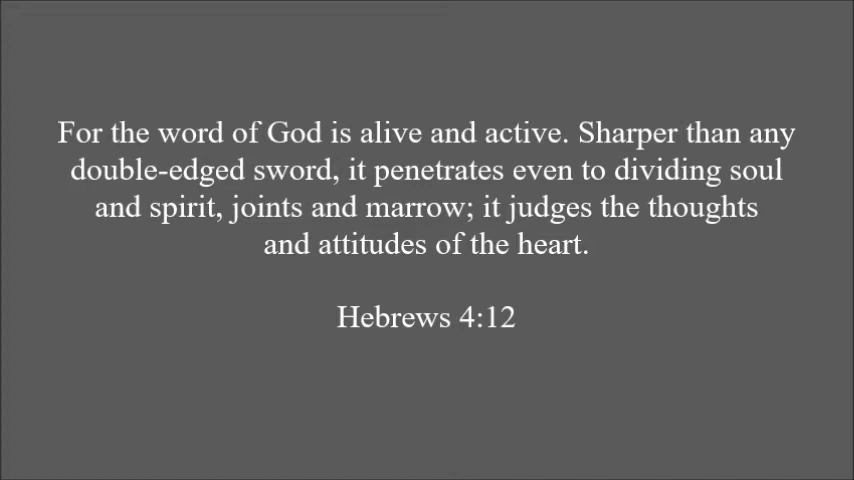 For the word of God is alive and active. Sharper than any
double-edged sword, it penetrates even to dividing soul
and spirit, joints and marrow; it judges the thoughts
and attitudes of the heart.
Hebrews 4:12